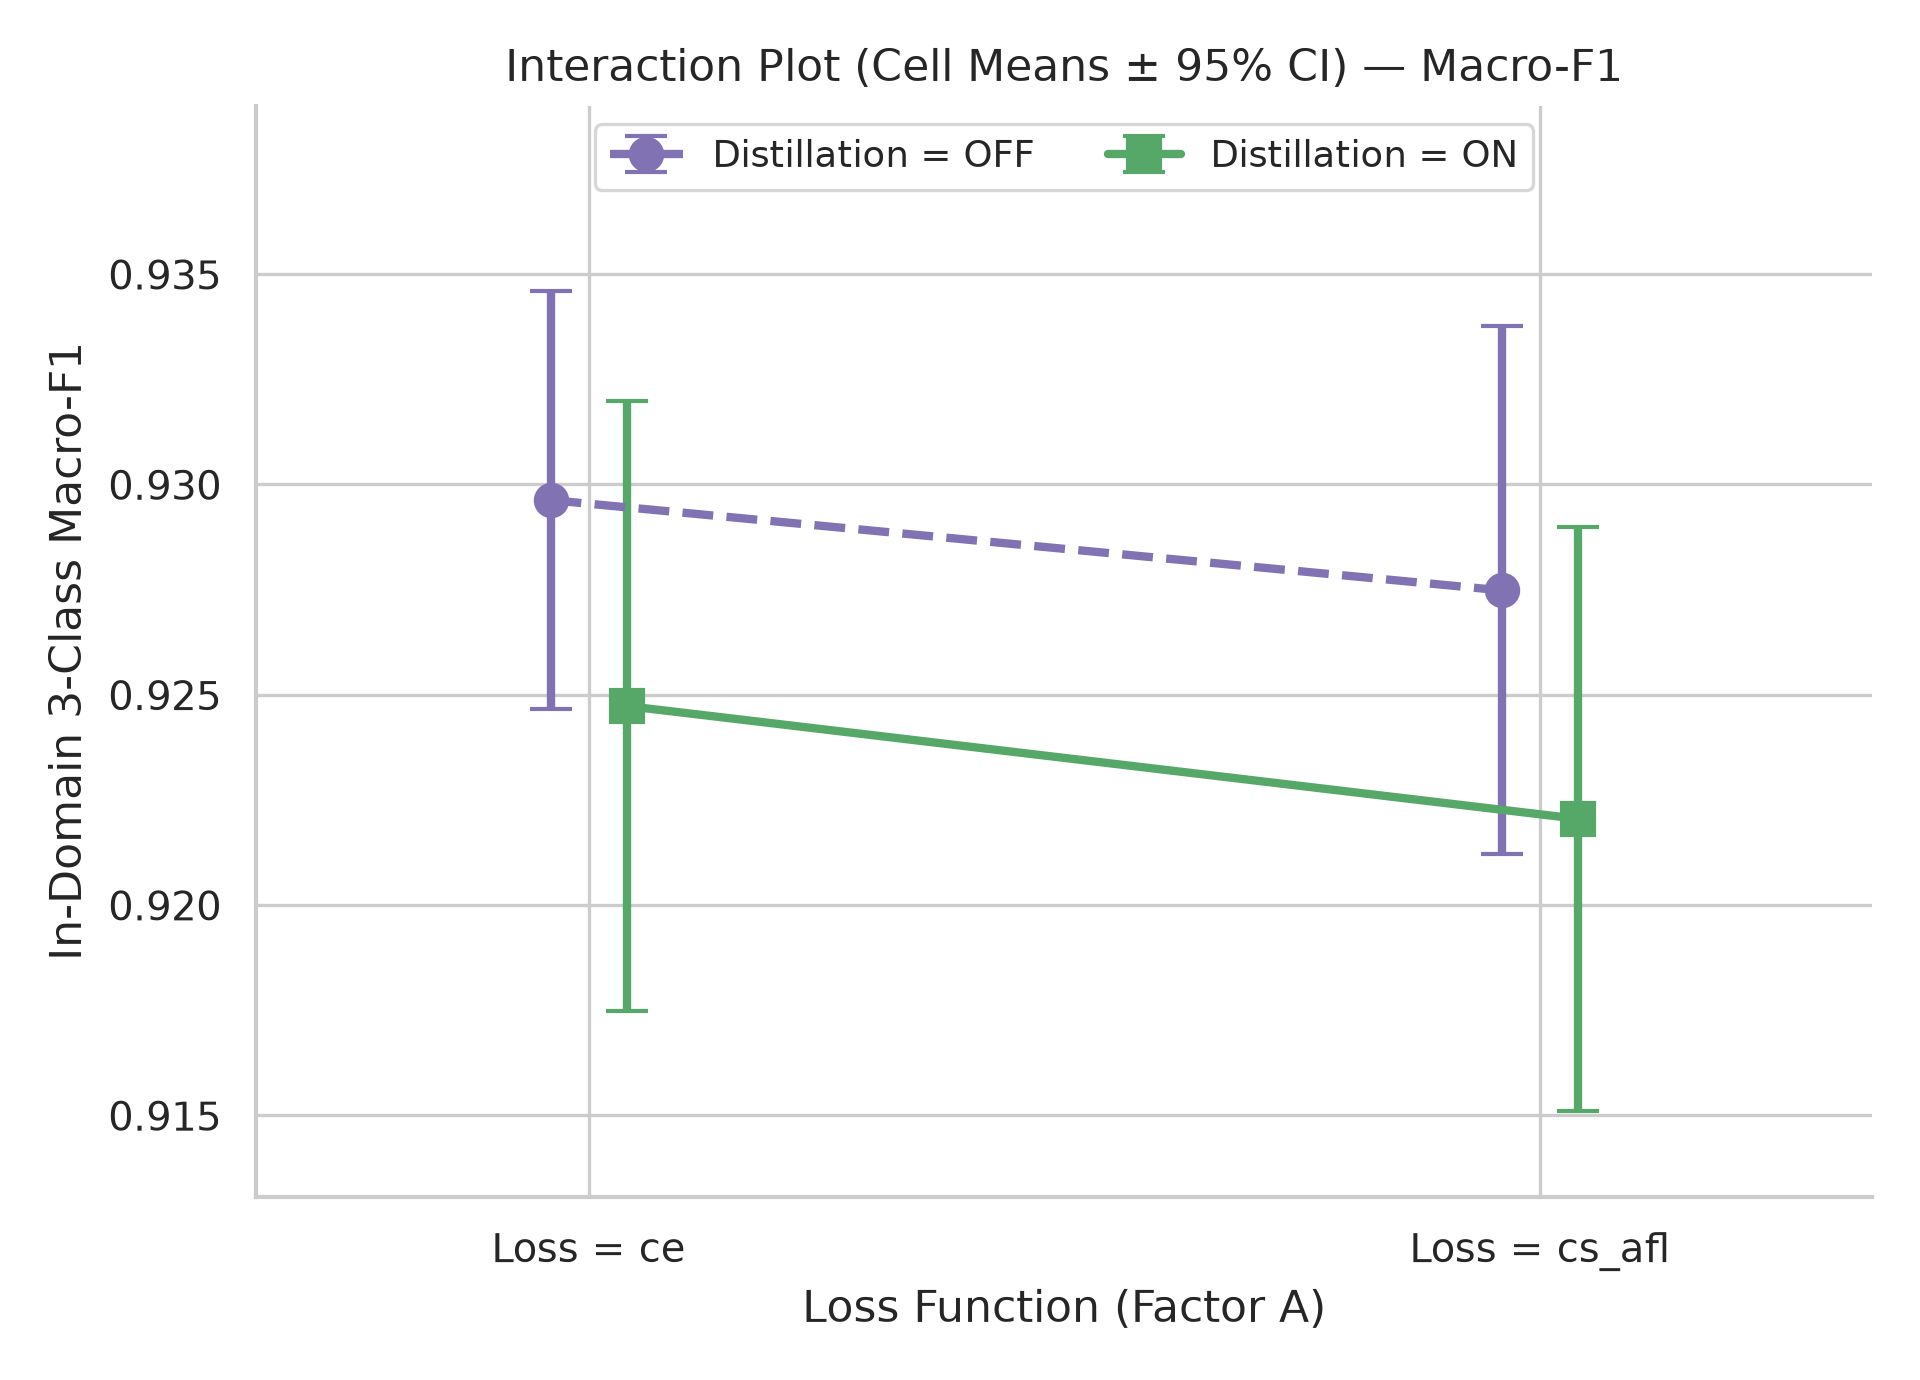 Interaction Plot (Cell Means ± 95% CI) — Macro-F1
Distillation = OFF
Distillation = ON
In-Domain 3-Class Macro-F1
0.935
0.930
0.925
0.920
0.915
Loss = ce
Loss = cs_afl
Loss Function (Factor A)